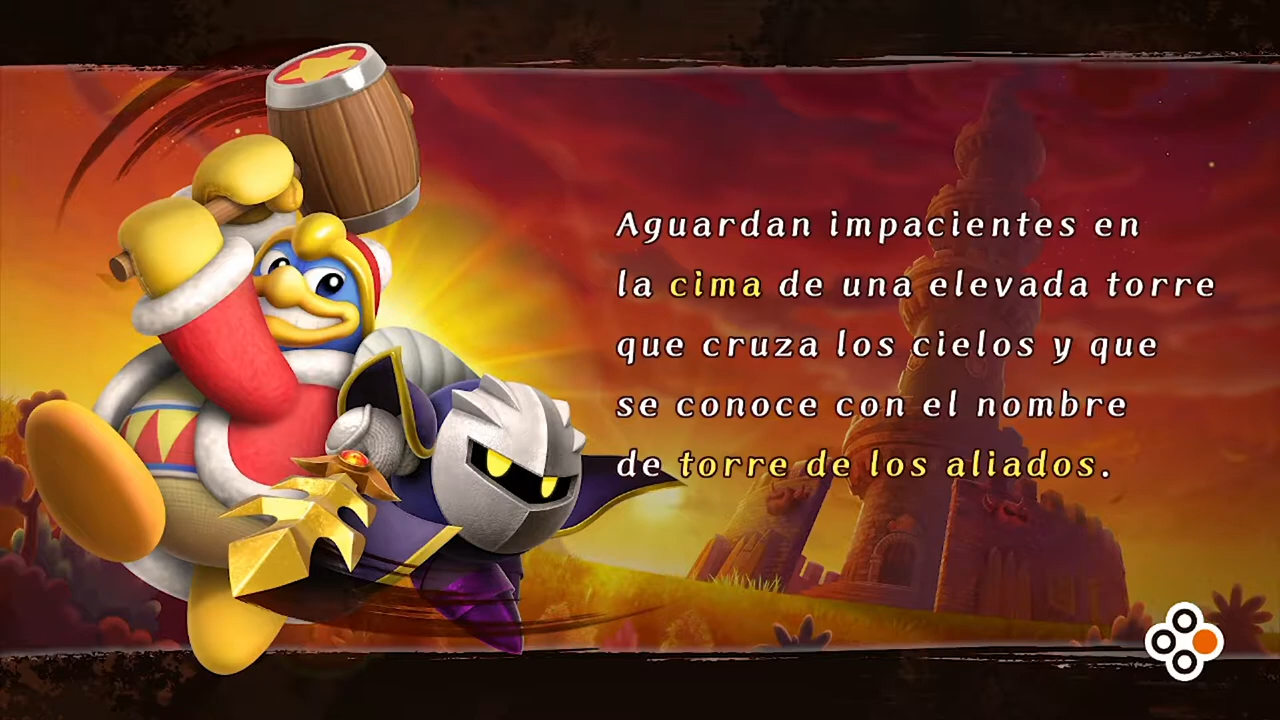 Aguardan impacientes en
la cima de una elevada torre
que cruza los cielos y que
se conoce con el nombre
de torre de los aliados.